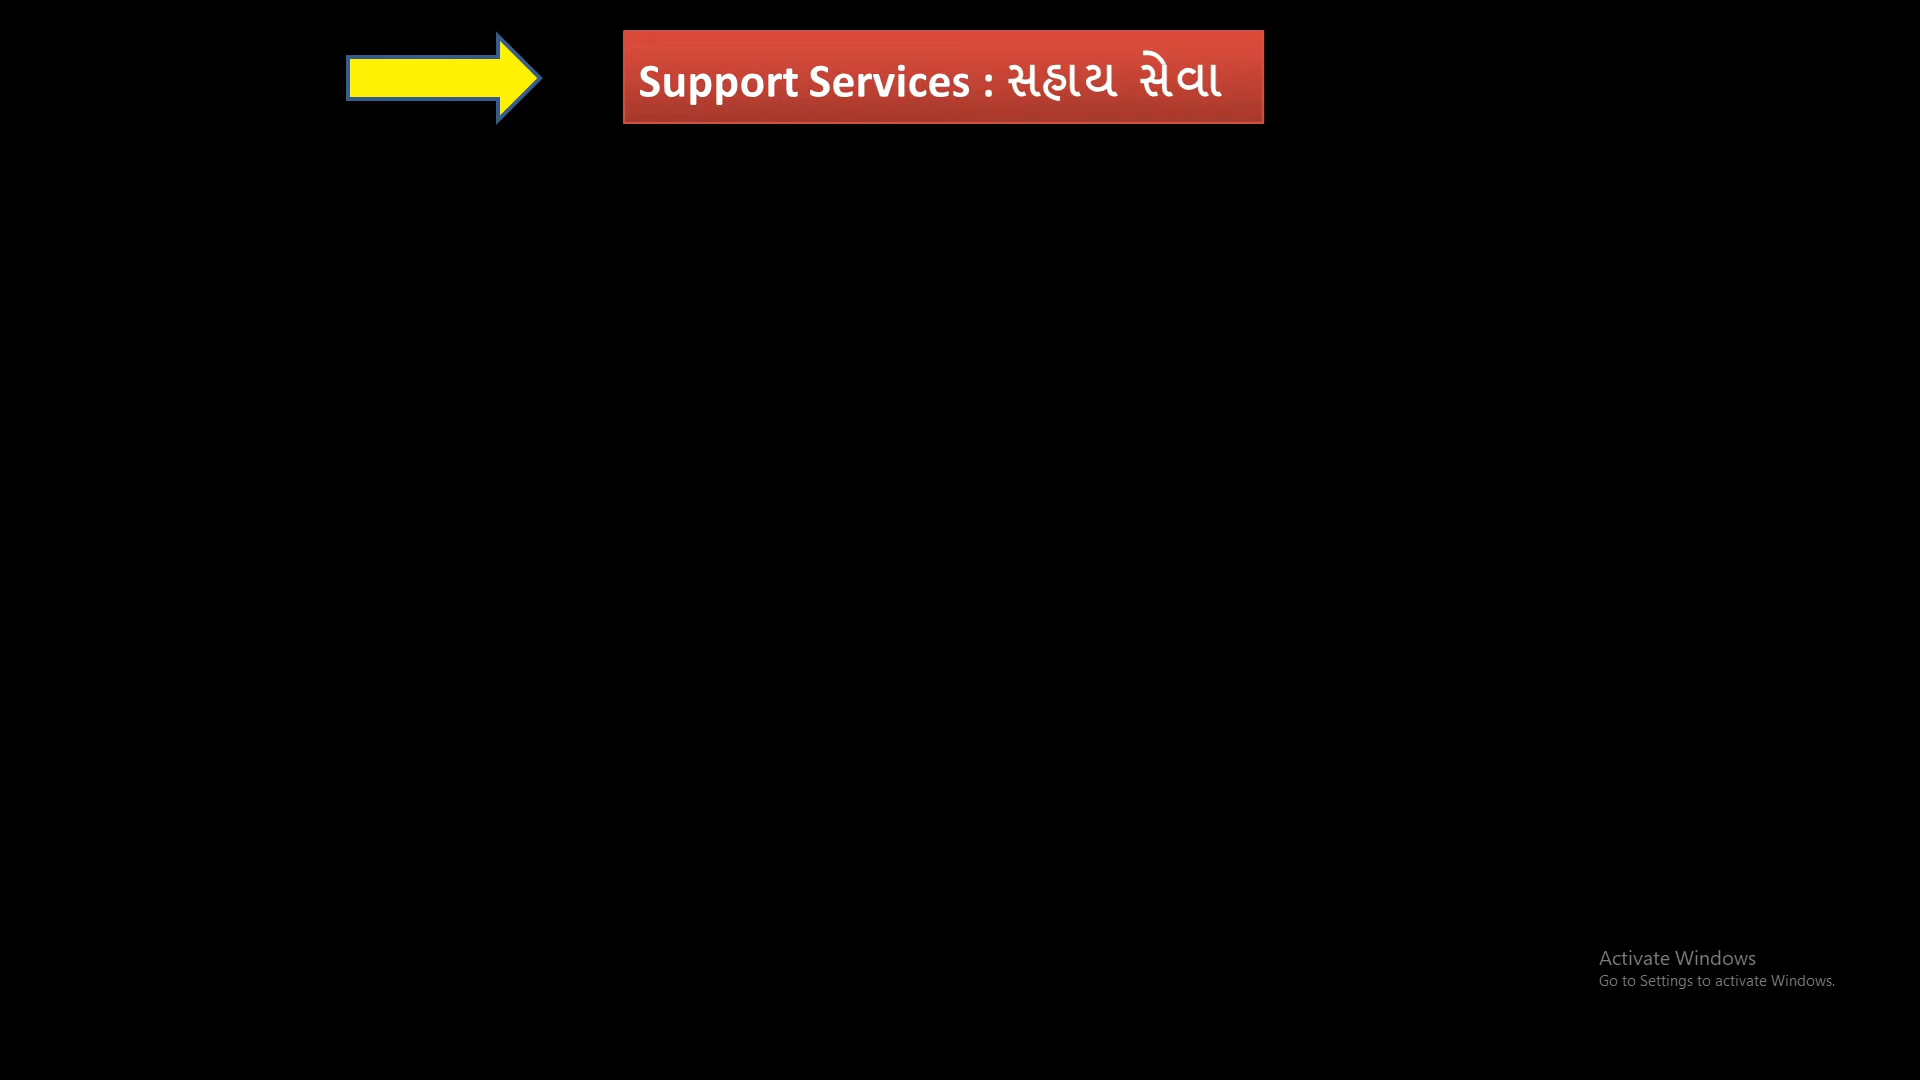 Support Services : સહાય સેવા
Activate Windows
Go to Settings to activate Windows.